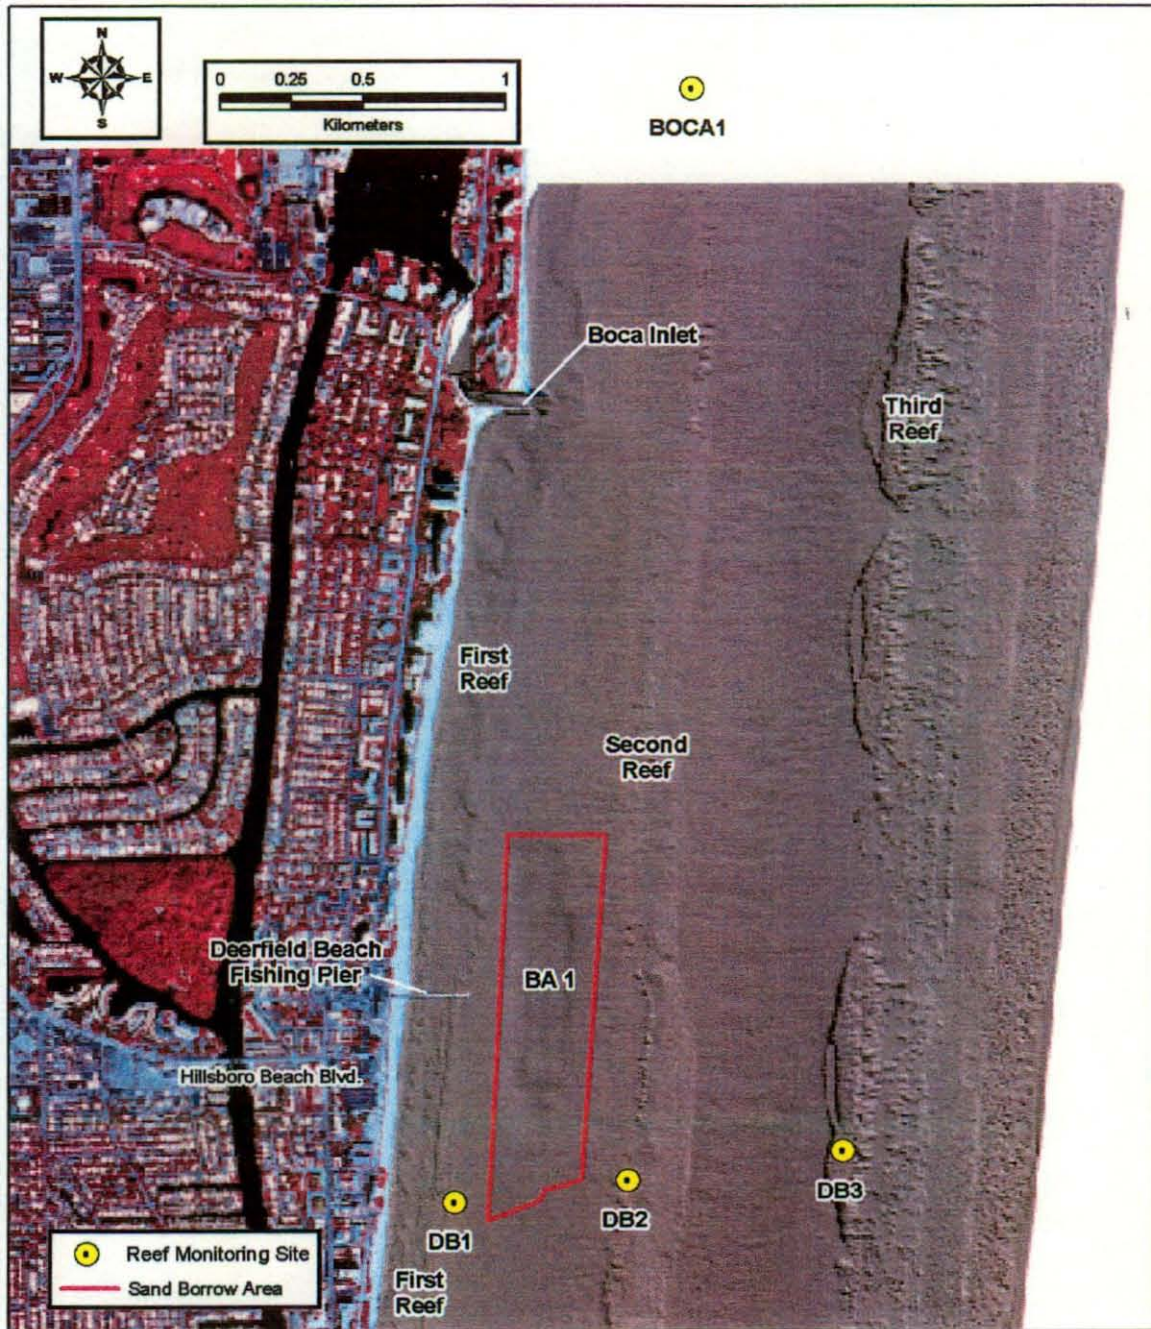 N
W E
S
0 0.25 0.5 1
Kilometers
BOCA1
Boca Inlet
Third
Reef
First
Reef
Second
Reef
Deerfield Beach
Fishing Pier
BA 1
Hillsboro Beach Blvd.
DB1
DB2
DB3
First
Reef
Reef Monitoring Site
Sand Borrow Area